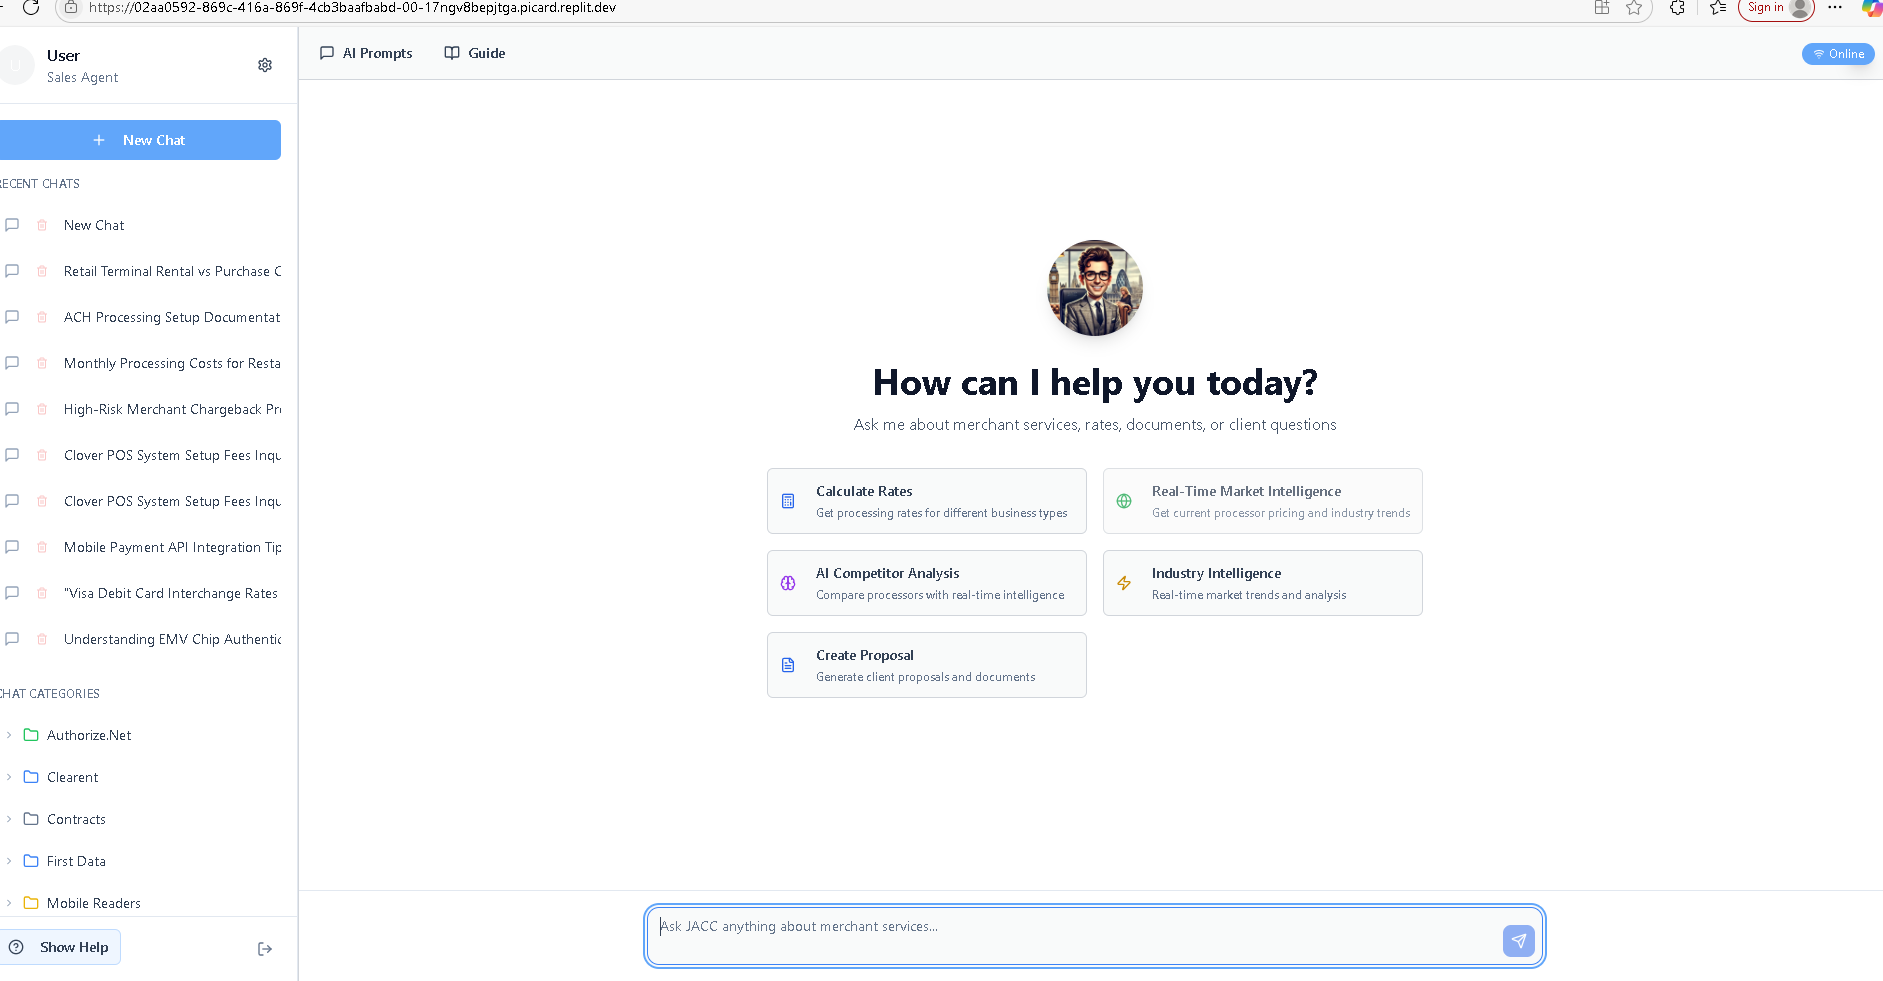 https://02aa0592-869c-416a-869f-4cb3baafbabd-00-17ngv8bepjtga.picard.replit.dev
Sign in
User
Sales Agent
AI Prompts
Guide
Online
New Chat
RECENT CHATS
New Chat
Retail Terminal Rental vs Purchase C
ACH Processing Setup Documentat
Monthly Processing Costs for Resta
High-Risk Merchant Chargeback Pr
Clover POS System Setup Fees Inqu
Clover POS System Setup Fees Inqu
Mobile Payment API Integration Tip
"Visa Debit Card Interchange Rates
Understanding EMV Chip Authentic
CHAT CATEGORIES
Authorize.Net
Clearent
Contracts
First Data
Mobile Readers
Show Help
How can I help you today?
Ask me about merchant services, rates, documents, or client questions
Calculate Rates
Get processing rates for different business types
Real-Time Market Intelligence
Get current processor pricing and industry trends
AI Competitor Analysis
Compare processors with real-time intelligence
Industry Intelligence
Real-time market trends and analysis
Create Proposal
Generate client proposals and documents
Ask JACC anything about merchant services...